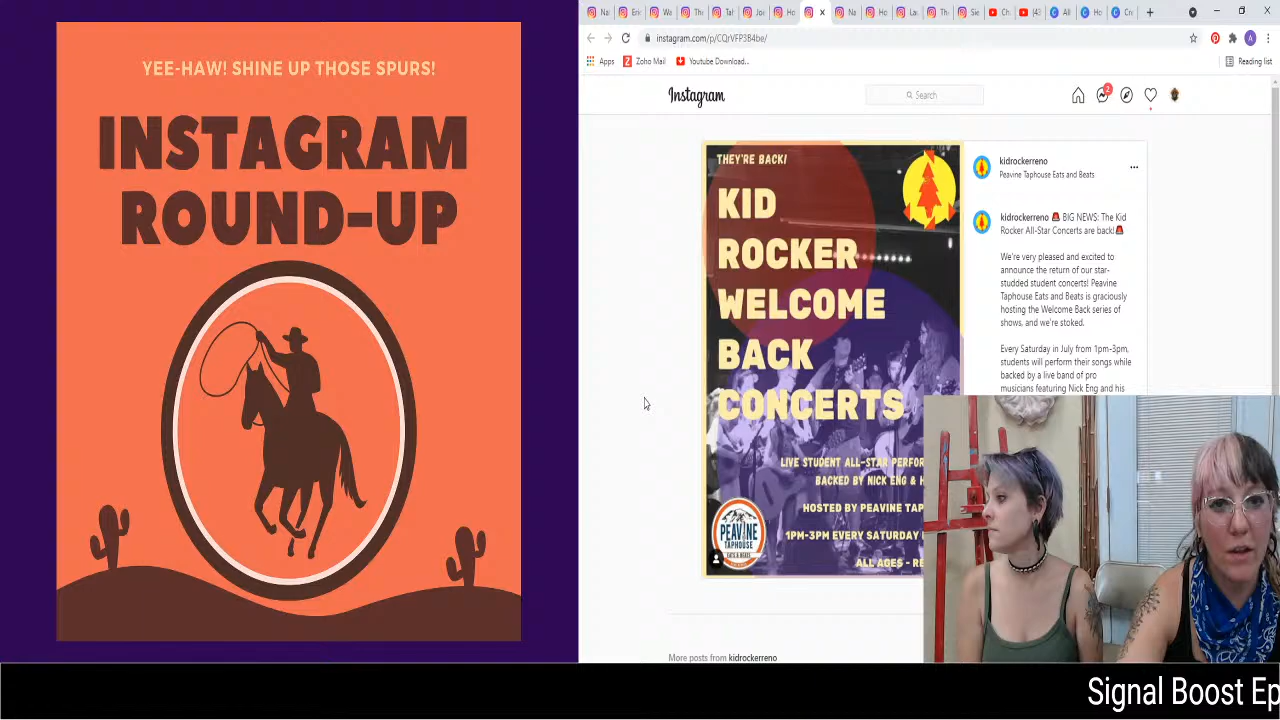 YEE-HAW! SHINE UP THOSE SPURS!
INSTAGRAM
ROUND-UP
instagram.com/p/CQrVFP3B4be/
Apps
Zoho Mail
Youtube Download...
Reading list
Instagram
Search
2
THEY'RE BACK!
KID
ROCKER
WELCOME
BACK
CONCERTS
LIVE STUDENT ALL-STAR PERFOR
BACKED BY NICK ENG & H
HOSTED BY PEAVINE TAP
1PM-3PM EVERY SATURDAY
ALL AGES - RE
PEAVINE
TAPHOUSE
EATS & BEATS
kidrockerreno
Peavine Taphouse Eats and Beats
kidrockerreno 🚨 BIG NEWS: The Kid
Rocker All-Star Concerts are back!🚨
We're very pleased and excited to
announce the return of our star-
studded student concerts! Peavine
Taphouse Eats and Beats is graciously
hosting the Welcome Back series of
shows, and we're stoked.
Every Saturday in July from 1pm-3pm,
students will perform their songs while
backed by a live band of pro
musicians featuring Nick Eng and his
More posts from kidrockerreno
Signal Boost Ep